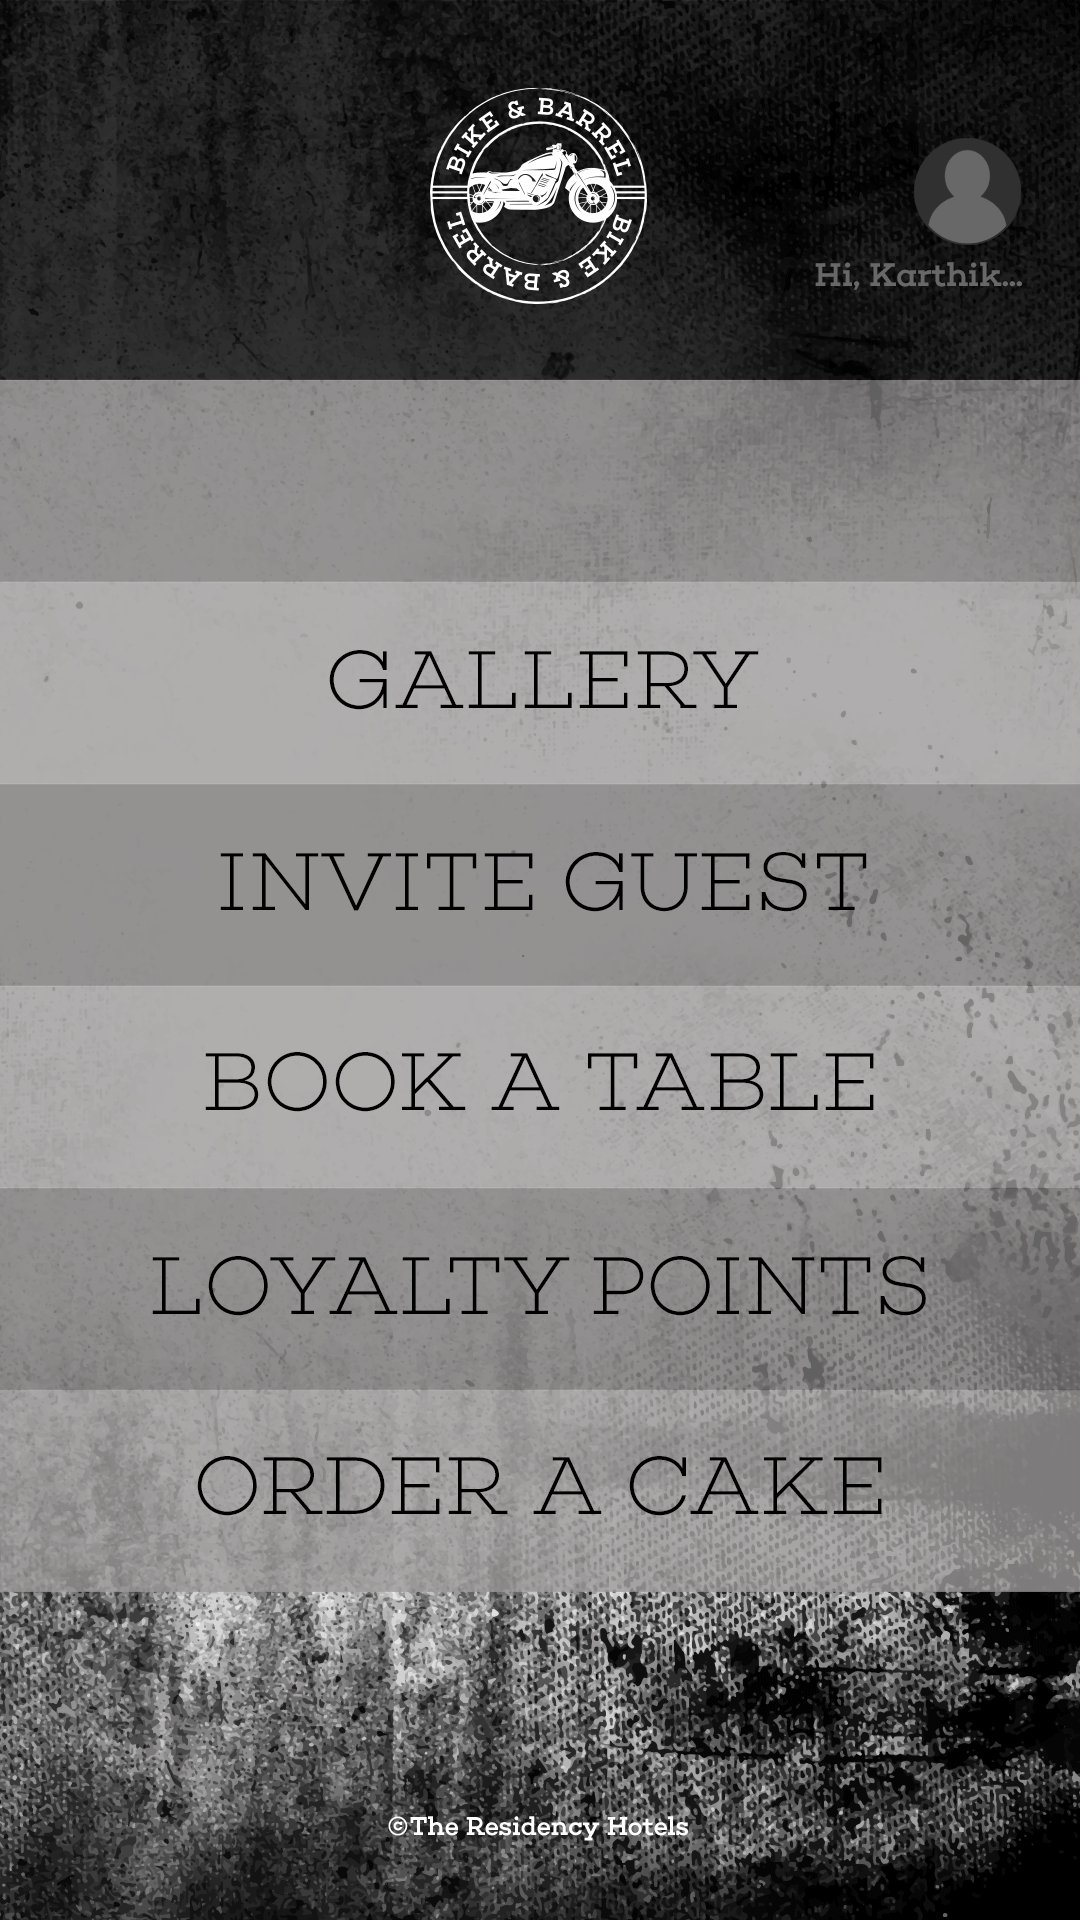 BIKE & BARREL
BIKE & BARREL
Hi, Karthik...
GALLERY
INVITE GUEST
BOOK A TABLE
LOYALTY POINTS
ORDER A CAKE
©The Residency Hotels